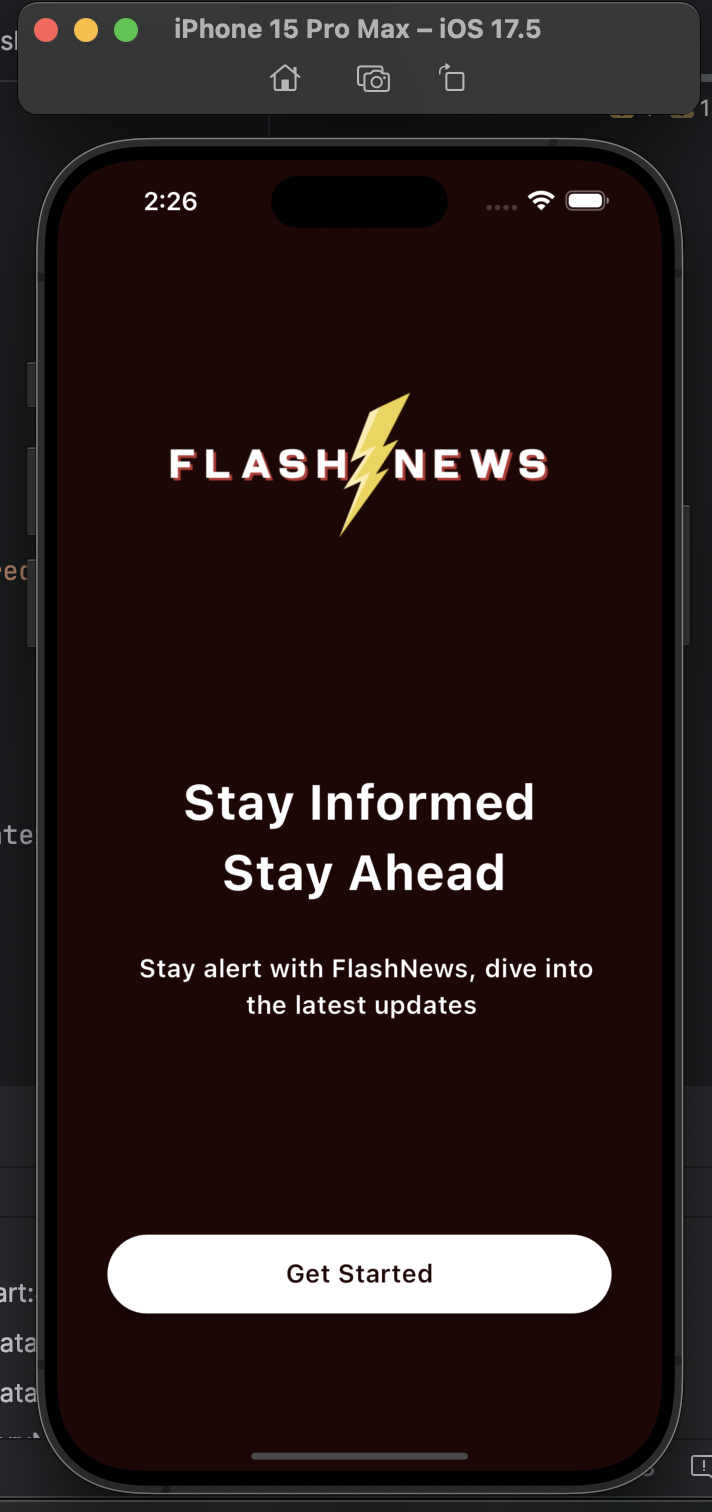 iPhone 15 Pro Max – iOS 17.5
2:26
FLASH NEWS
Stay Informed
Stay Ahead
Stay alert with FlashNews, dive into
the latest updates
Get Started